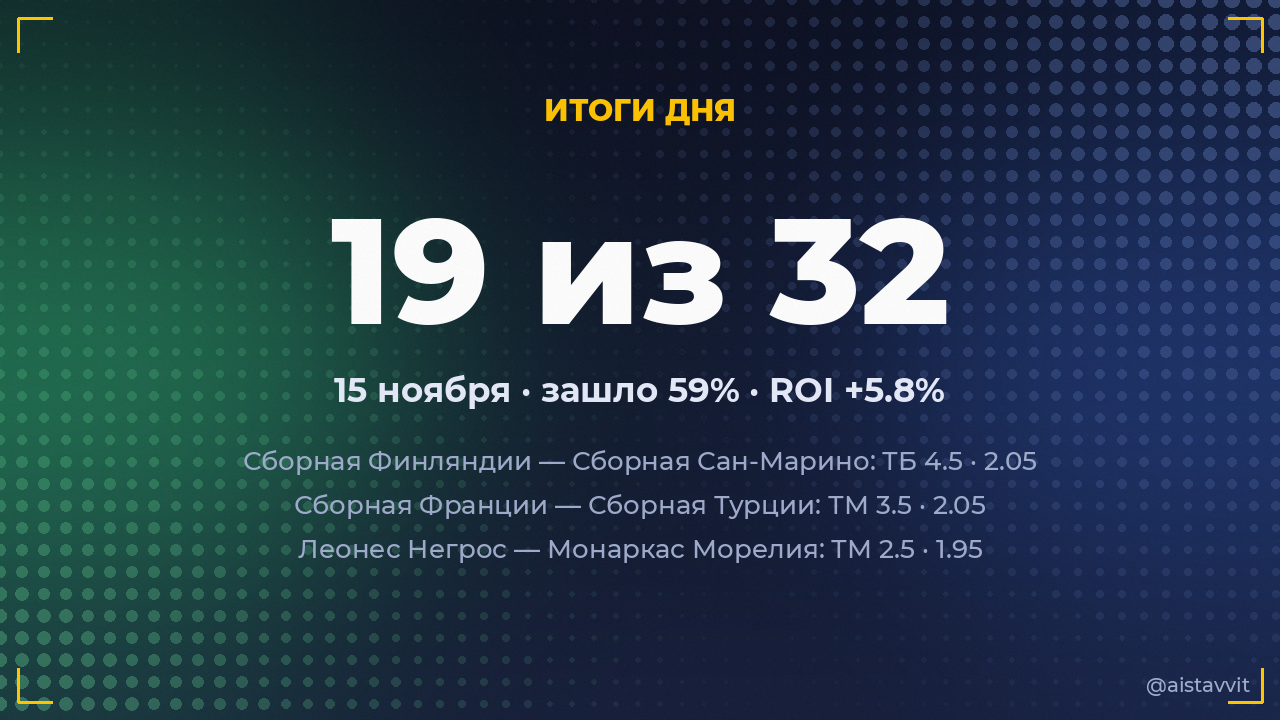 ИТОГИ ДНЯ
19 из 32
15 ноября · зашло 59% · ROI +5.8%
Сборная Финляндии — Сборная Сан-Марино: ТБ 4.5 · 2.05
Сборная Франции — Сборная Турции: ТМ 3.5 · 2.05
Леонес Негрос — Монаркас Морелия: ТМ 2.5 · 1.95
@aistavvit